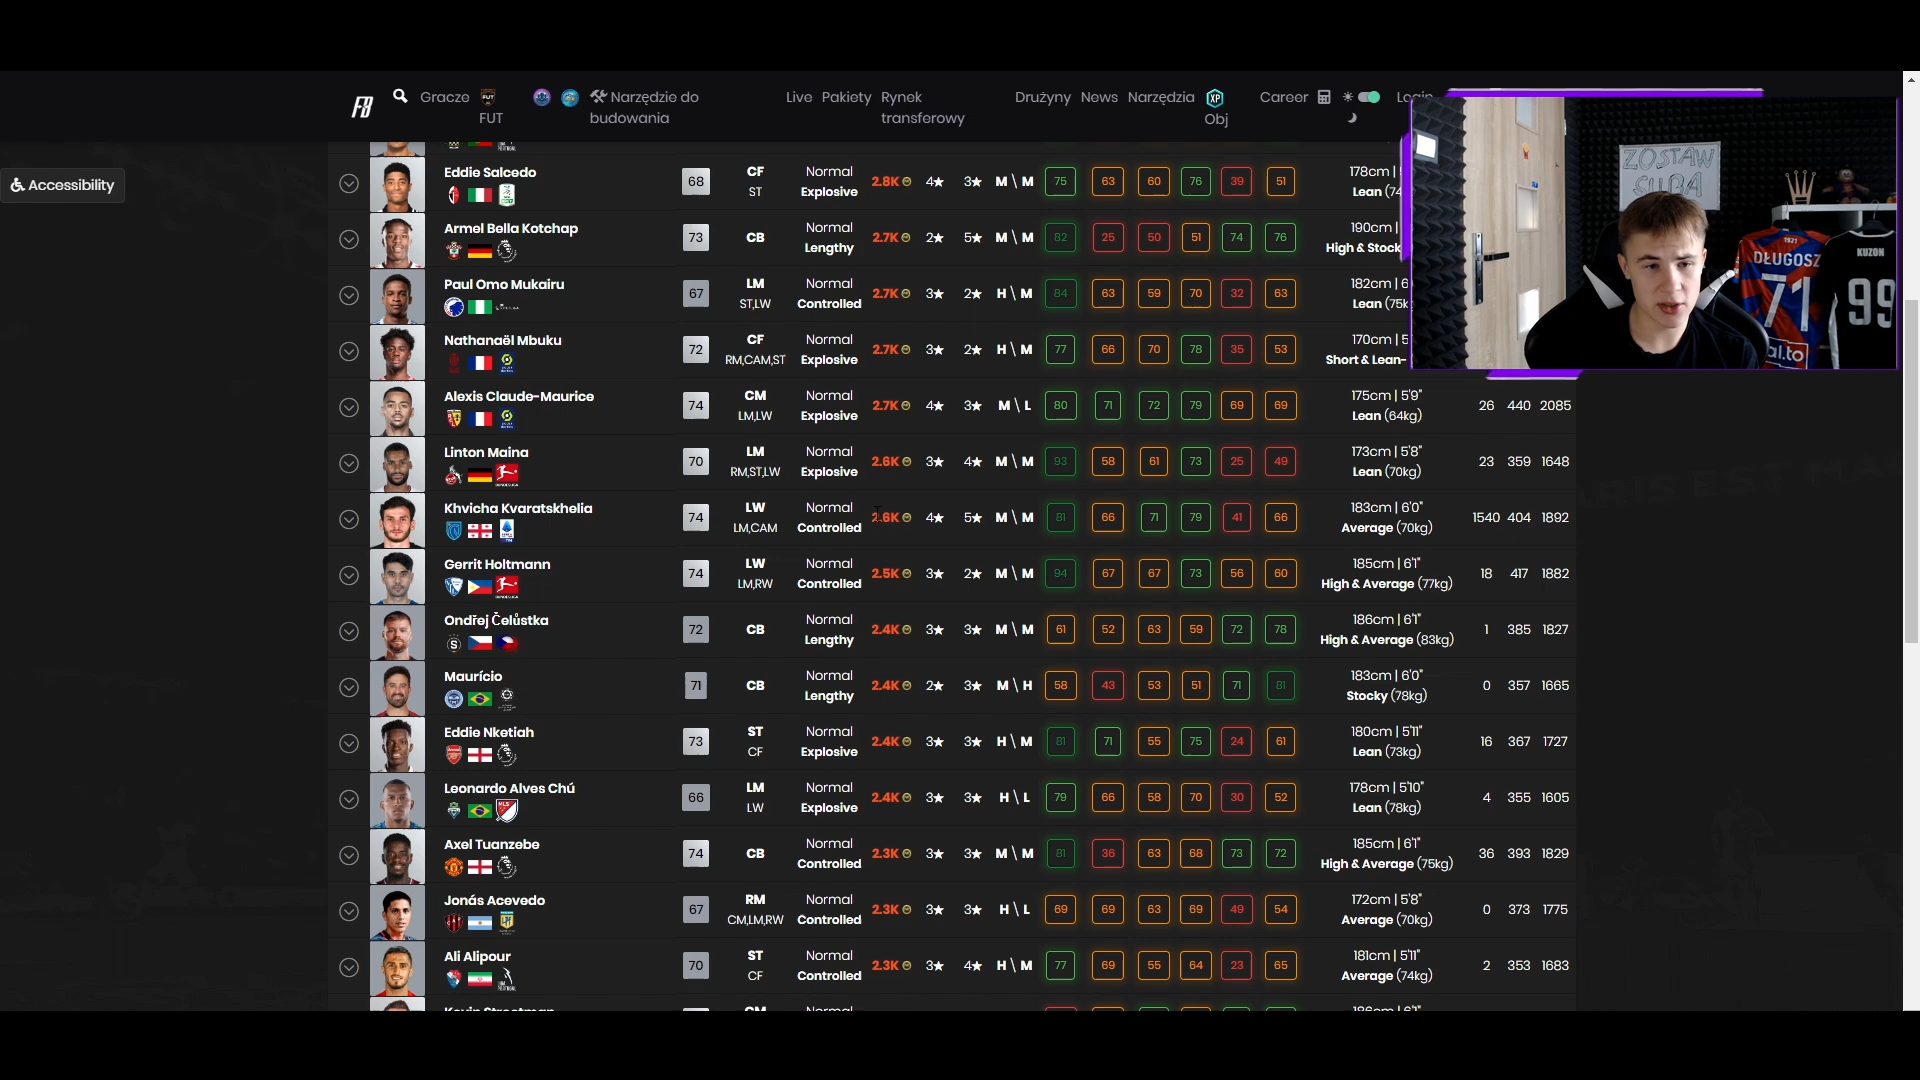 Gracze
FUT
Narzędzie do
budowania
Live Pakiety Rynek
transferowy
Drużyny News Narzędzia
XP
Obj
Career
Accessibility
ZOSTAW
SUBA
1921
DŁUGOSZ
71
al.to
KUZON
99
Eddie Salcedo 68 CF Normal 2.8K 4★ 3★ M \ M 75 63 60 76 39 51 178cm |
ST Explosive Lean
Armel Bella Kotchap 73 CB Normal 2.7K 2★ 5★ M \ M 82 25 50 51 74 76 190cm |
Lengthy High & Stock
Paul Omo Mukairu 67 LM Normal 2.7K 3★ 2★ H \ M 84 63 59 70 32 63 182cm | 6
ST,LW Controlled Lean (75k
Nathanaël Mbuku 72 CF Normal 2.7K 3★ 2★ H \ M 77 66 70 78 35 53 170cm | 5
RM,CAM,ST Explosive Short & Lean-
Alexis Claude-Maurice 74 CM Normal 2.7K 4★ 3★ M \ L 80 71 72 79 69 69 175cm | 5'9" 26 440 2085
LM,LW Explosive Lean (64kg)
Linton Maina 70 LM Normal 2.6K 3★ 4★ M \ M 93 58 61 73 25 49 173cm | 5'8" 23 359 1648
RM,ST,LW Explosive Lean (70kg)
Khvicha Kvaratskhelia 74 LW Normal 2.6K 4★ 5★ M \ M 81 66 71 79 41 66 183cm | 6'0" 1540 404 1892
LM,CAM Controlled Average (70kg)
Gerrit Holtmann 74 LW Normal 2.5K 3★ 2★ M \ M 94 67 67 73 56 60 185cm | 6'1" 18 417 1882
LM,RW Controlled High & Average (77kg)
Ondřej Čelůstka 72 CB Normal 2.4K 3★ 3★ M \ M 61 52 63 59 72 78 186cm | 6'1" 1 385 1827
Lengthy High & Average (83kg)
Maurício 71 CB Normal 2.4K 2★ 3★ M \ H 58 43 53 51 71 81 183cm | 6'0" 0 357 1665
Lengthy Stocky (78kg)
Eddie Nketiah 73 ST Normal 2.4K 3★ 3★ H \ M 81 71 55 75 24 61 180cm | 5'11" 16 367 1727
CF Explosive Lean (73kg)
Leonardo Alves Chú 66 LM Normal 2.4K 3★ 3★ H \ L 79 66 58 70 30 52 178cm | 5'10" 4 355 1605
LW Explosive Lean (78kg)
Axel Tuanzebe 74 CB Normal 2.3K 3★ 3★ M \ M 81 36 63 68 73 72 185cm | 6'1" 36 393 1829
Controlled High & Average (75kg)
Jonás Acevedo 67 RM Normal 2.3K 3★ 3★ H \ L 69 69 63 69 49 54 172cm | 5'8" 0 373 1775
CM,LM,RW Controlled Average (70kg)
Ali Alipour 70 ST Normal 2.3K 3★ 4★ H \ M 77 69 55 64 23 65 181cm | 5'11" 2 353 1683
CF Controlled Average (74kg)